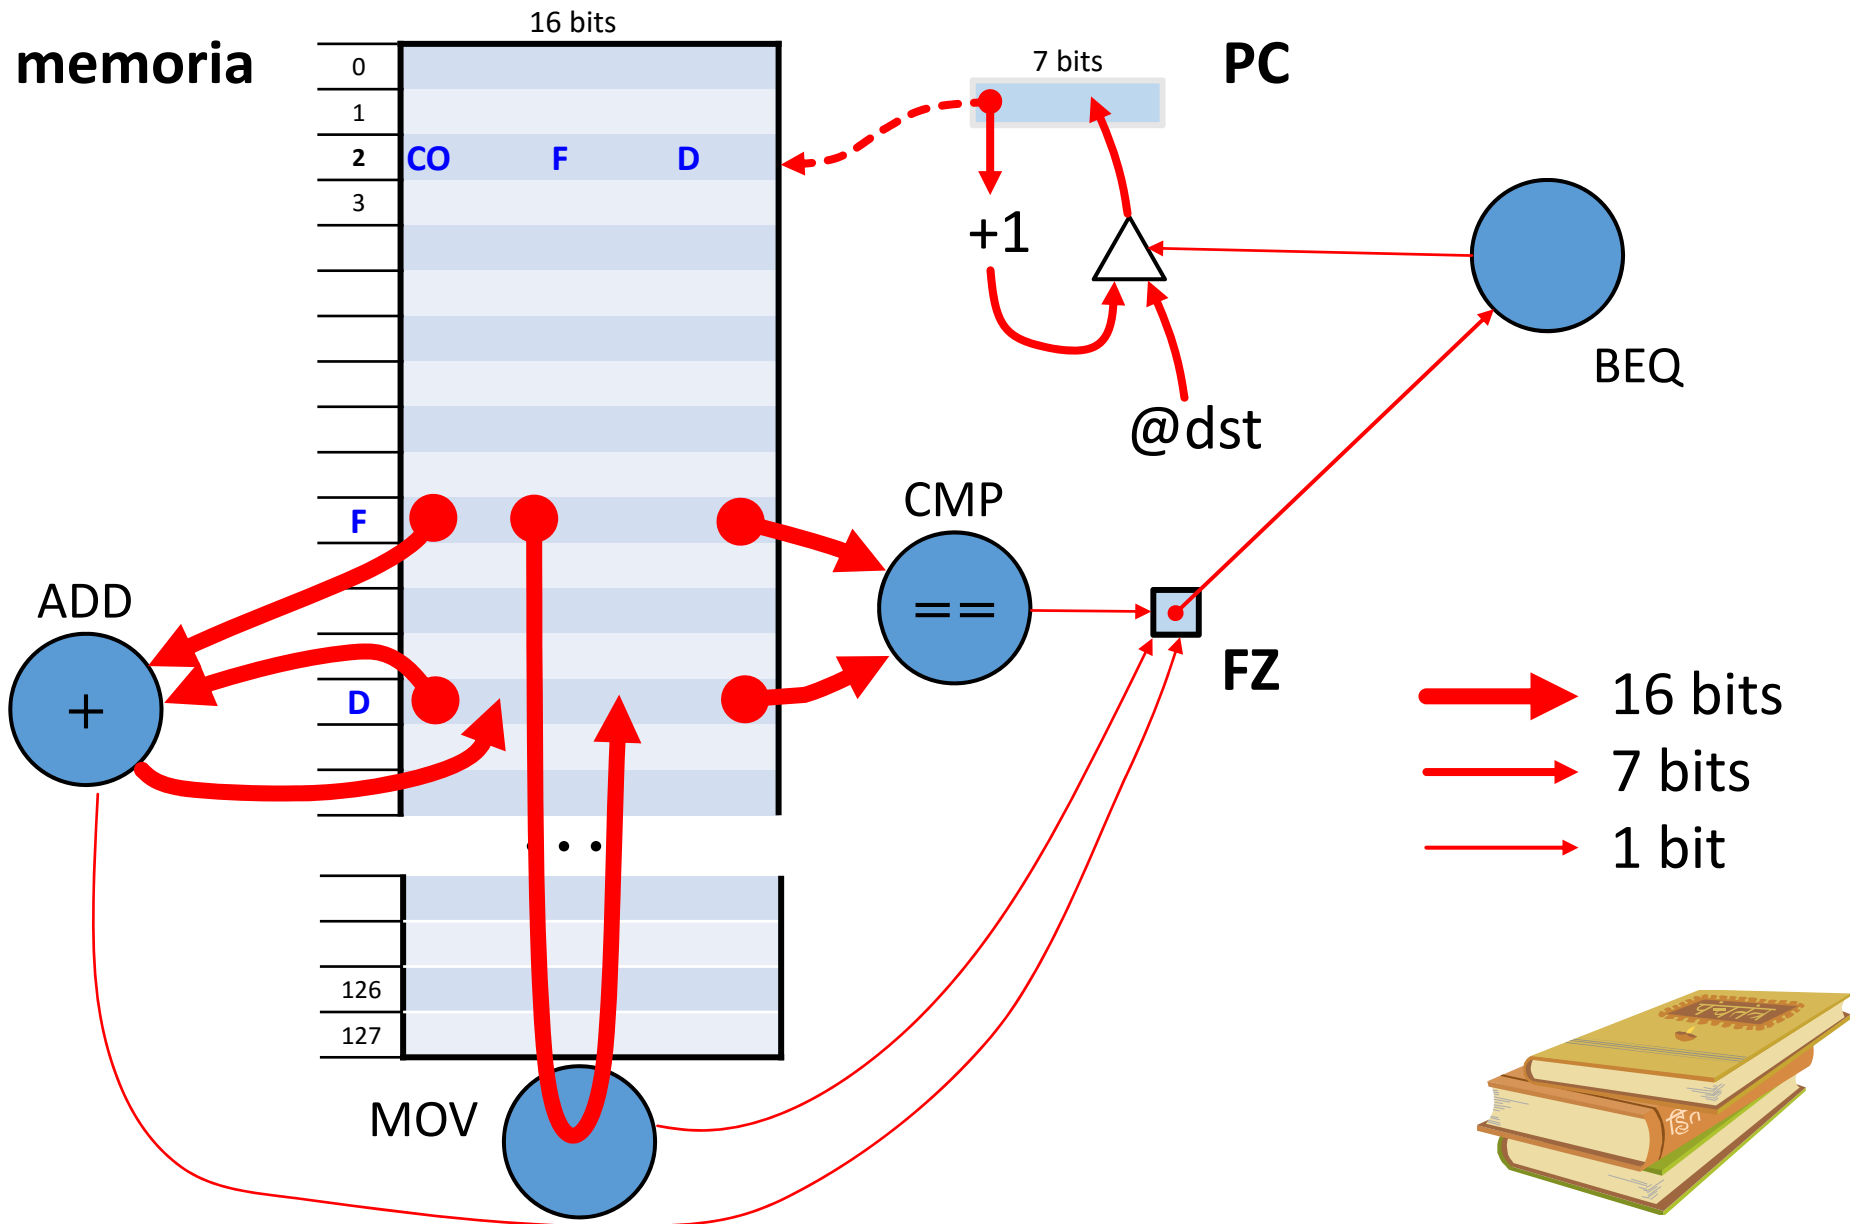 16 bits
memoria
7 bits
PC
0
1
2 CO F D
3
+1
BEQ
@dst
CMP
F
==
ADD
FZ
D
+
16 bits
7 bits
1 bit
. . .
126
127
MOV